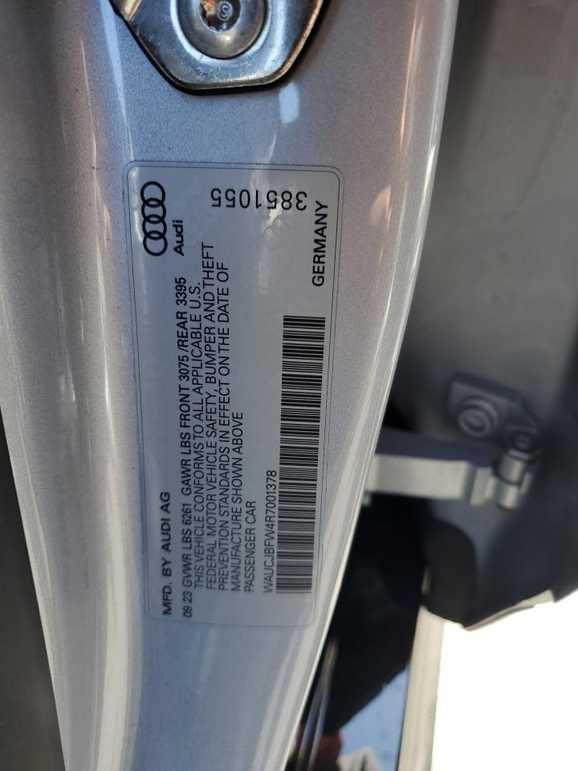 MFD. BY AUDI AG
Audi
09 23 GVWR LBS 6261 GAWR LBS FRONT 3075 /REAR 3395
THIS VEHICLE CONFORMS TO ALL APPLICABLE U.S.
FEDERAL MOTOR VEHICLE SAFETY, BUMPER AND THEFT
PREVENTION STANDARDS IN EFFECT ON THE DATE OF
MANUFACTURE SHOWN ABOVE
PASSENGER CAR
WAUCJBFW4R7001378
GERMANY
3851055